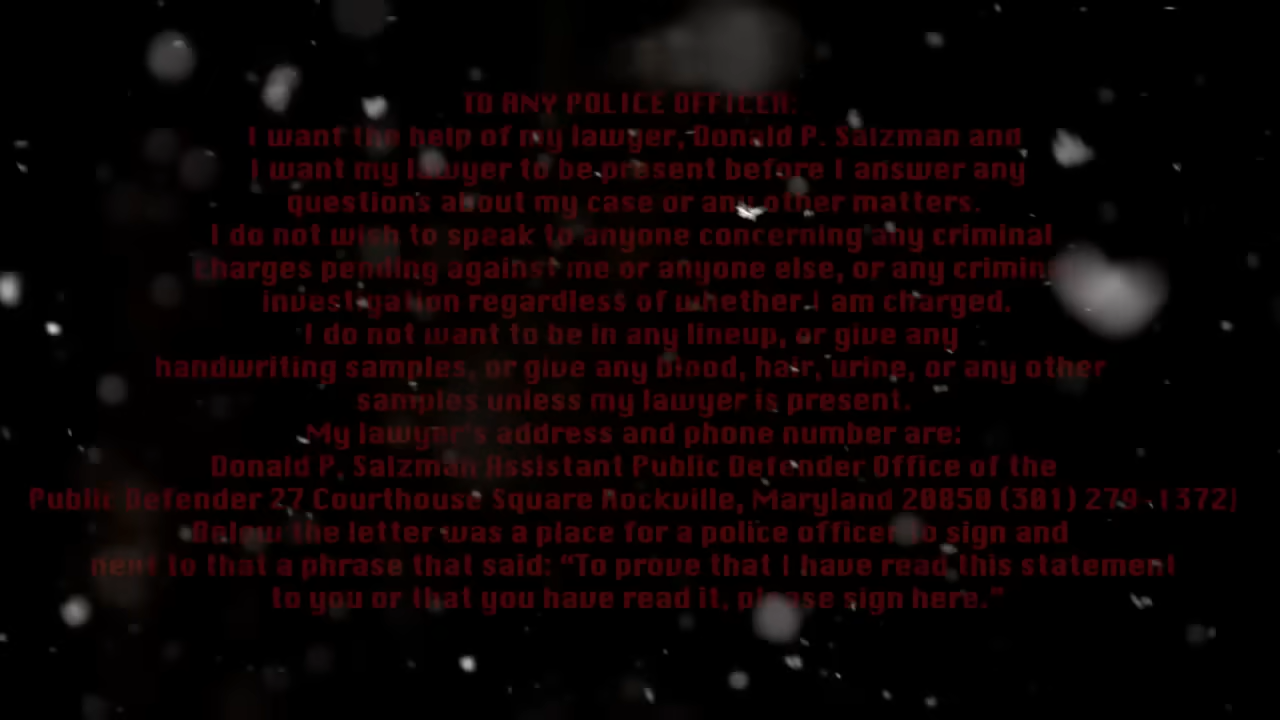 TO ANY POLICE OFFICER:
I want the help of my lawyer, Donald P. Salzman and
I want my lawyer to be present before I answer any
questions about my case or any other matters.
I do not wish to speak to anyone concerning any criminal
charges pending against me or anyone else, or any criminal
investigation regardless of whether I am charged.
I do not want to be in any lineup, or give any
handwriting samples, or give any blood, hair, urine, or any other
samples unless my lawyer is present.
My lawyer's address and phone number are:
Donald P. Salzman Assistant Public Defender Office of the
Public Defender 27 Courthouse Square Rockville, Maryland 20850 (301) 279-1372]
Below the letter was a place for a police officer to sign and
next to that a phrase that said: “To prove that I have read this statement
to you or that you have read it, please sign here.”